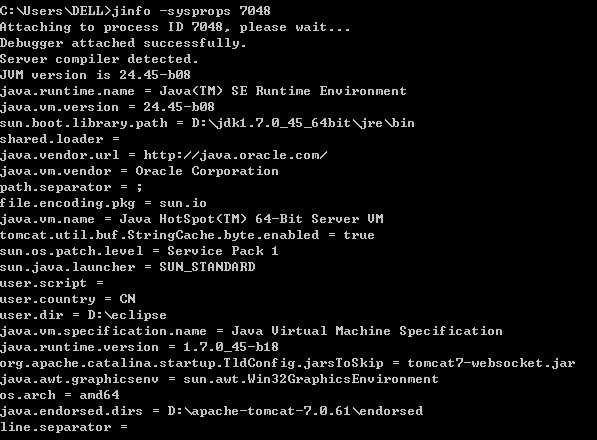 C:\Users\DELL>jinfo -sysprops 7048
Attaching to process ID 7048, please wait...
Debugger attached successfully.
Server compiler detected.
JVM version is 24.45-b08
java.runtime.name = Java(TM) SE Runtime Environment
java.vm.version = 24.45-b08
sun.boot.library.path = D:\jdk1.7.0_45_64bit\jre\bin
shared.loader =
java.vendor.url = http://java.oracle.com/
java.vm.vendor = Oracle Corporation
path.separator = ;
file.encoding.pkg = sun.io
java.vm.name = Java HotSpot(TM) 64-Bit Server VM
tomcat.util.buf.StringCache.byte.enabled = true
sun.os.patch.level = Service Pack 1
sun.java.launcher = SUN_STANDARD
user.script =
user.country = CN
user.dir = D:\eclipse
java.vm.specification.name = Java Virtual Machine Specification
java.runtime.version = 1.7.0_45-b18
org.apache.catalina.startup.TldConfig.jarsToSkip = tomcat7-websocket.jar
java.awt.graphicsenv = sun.awt.Win32GraphicsEnvironment
os.arch = amd64
java.endorsed.dirs = D:\apache-tomcat-7.0.61\endorsed
line.separator =